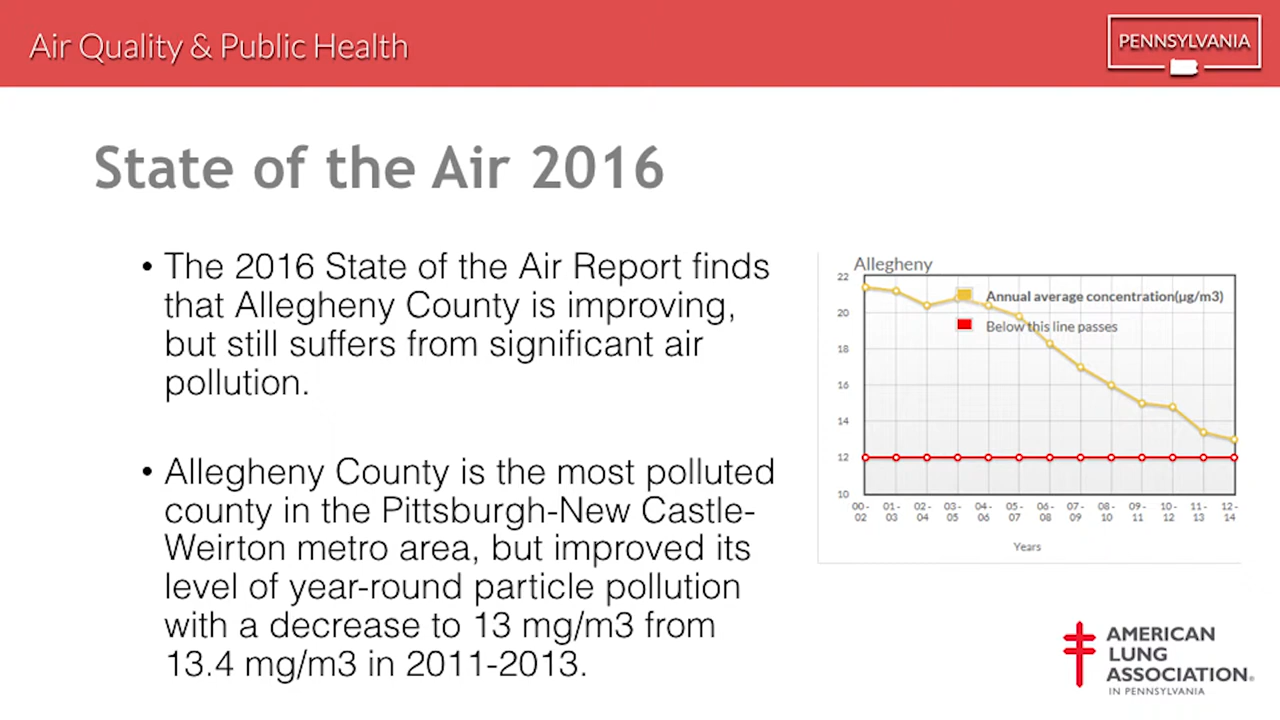 Air Quality & Public Health
PENNSYLVANIA
State of the Air 2016
• The 2016 State of the Air Report finds
that Allegheny County is improving,
but still suffers from significant air
pollution.
• Allegheny County is the most polluted
county in the Pittsburgh-New Castle-
Weirton metro area, but improved its
level of year-round particle pollution
with a decrease to 13 mg/m3 from
13.4 mg/m3 in 2011-2013.
Allegheny
Annual average concentration(µg/m3)
Below this line passes
22
20
18
16
14
12
10
00-02 01-03 02-04 03-05 04-06 05-07 06-08 07-09 08-10 09-11 10-12 11-13 12-14
Years
AMERICAN
LUNG
ASSOCIATION®
IN PENNSYLVANIA